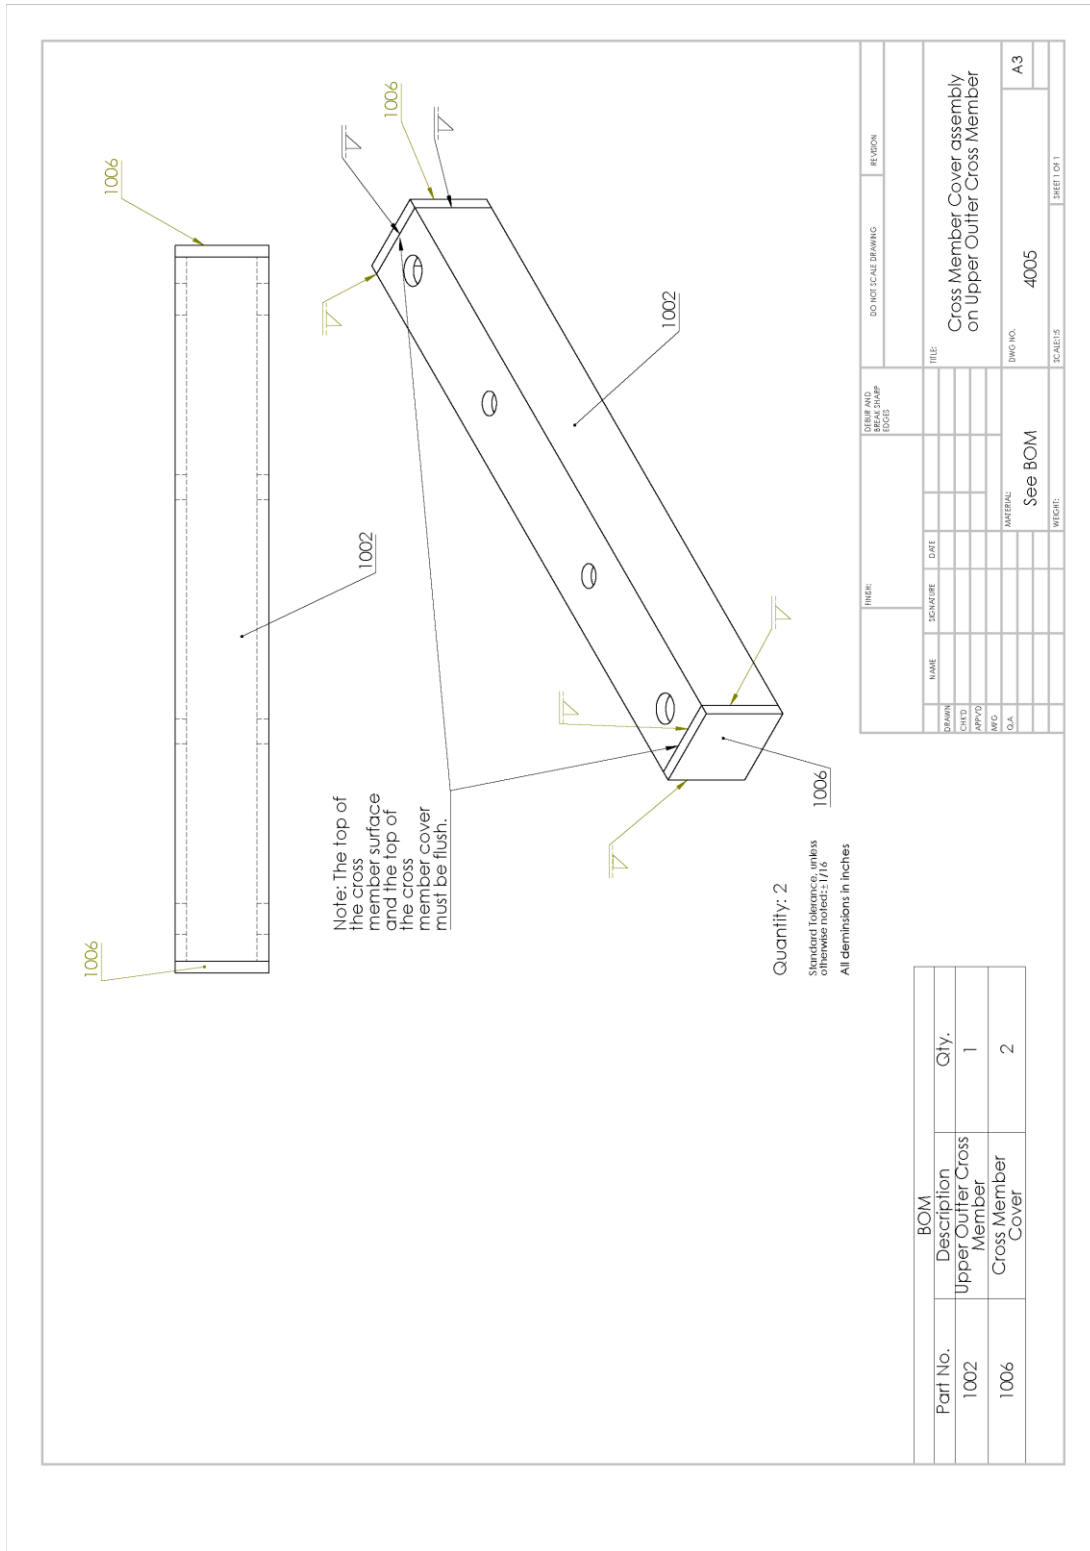 1006
1006
1002
Note: The top of
the cross
member surface
and the top of
the cross
member cover
must be flush.
1006
1002
1006
Quantity: 2
Standard Tolerance, unless
otherwise noted:± 1/16
All deminsions in inches
BOM
Part No. Description Qty.
1002 Upper Outter Cross Member 1
1006 Cross Member Cover 2
FINISH:
DEBUR AND
BREAK SHARP
EDGES
DO NOT SCALE DRAWING
REVISION
NAME SIGNATURE DATE
DRAWN
CHK'D
APPV'D
MFG
Q.A
TITLE:
Cross Member Cover assembly
on Upper Outter Cross Member
MATERIAL:
See BOM
DWG NO.
4005
A3
WEIGHT:
SCALE:1:5
SHEET 1 OF 1